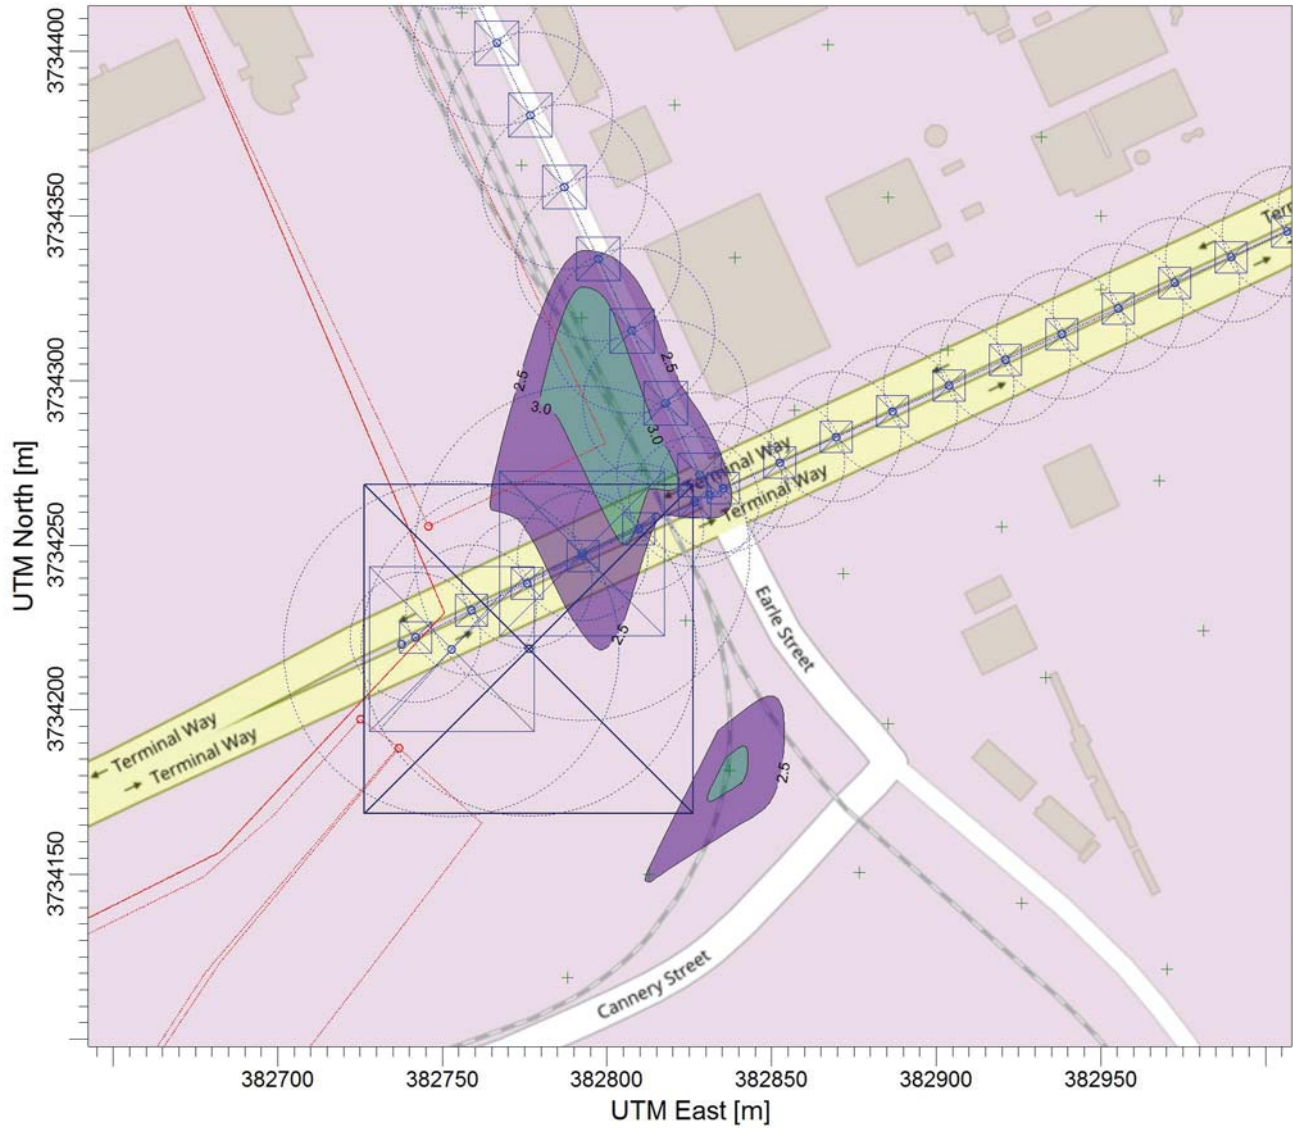 UTM North [m]
3734400
3734350
3734300
3734250
3734200
3734150
Terr
2.5
2.5
3.0
3.0
Terminal Way
Terminal Way
Earle Street
2.5
Terminal Way
Terminal Way
2.5
Cannery Street
382700
382750
382800
382850
382900
382950
UTM East [m]